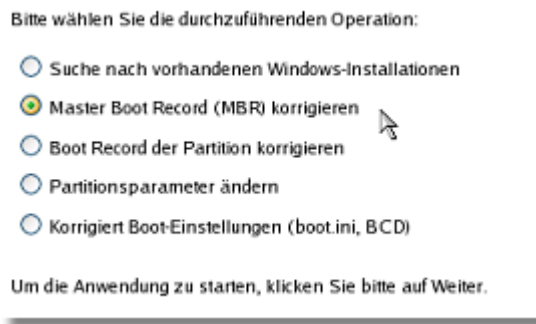 Bitte wählen Sie die durchzuführenden Operation:
Suche nach vorhandenen Windows-Installationen
Master Boot Record (MBR) korrigieren
Boot Record der Partition korrigieren
Partitionsparameter ändern
Korrigiert Boot-Einstellungen (boot.ini, BCD)
Um die Anwendung zu starten, klicken Sie bitte auf Weiter.